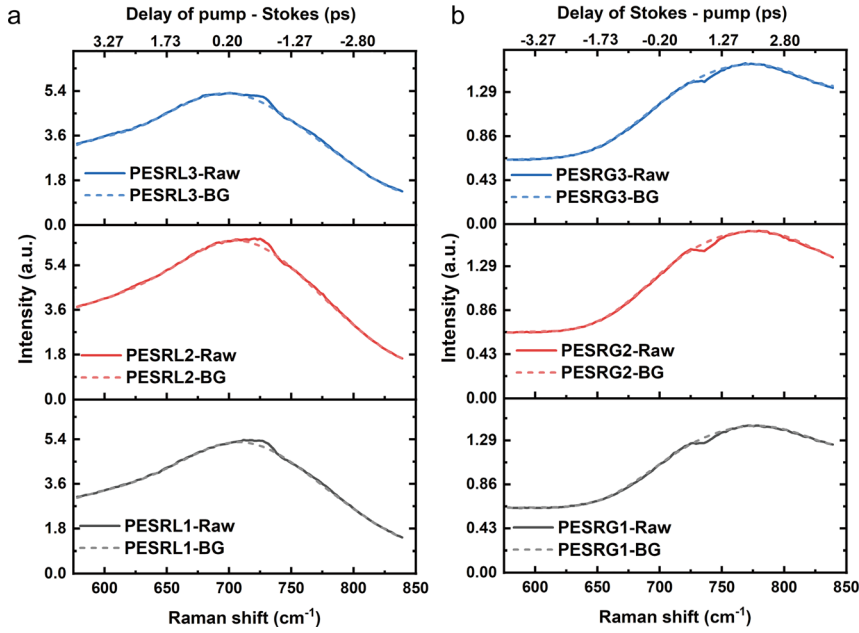 a
Delay of pump - Stokes (ps)
3.27 1.73 0.20 -1.27 -2.80
5.4
3.6
1.8
0.0
PESRL3-Raw
PESRL3-BG
5.4
3.6
1.8
0.0
PESRL2-Raw
PESRL2-BG
5.4
3.6
1.8
0.0
PESRL1-Raw
PESRL1-BG
Intensity (a.u.)
600 650 700 750 800 850
Raman shift (cm⁻¹)
b
Delay of Stokes - pump (ps)
-3.27 -1.73 -0.20 1.27 2.80
1.29
0.86
0.43
0.00
PESRG3-Raw
PESRG3-BG
1.29
0.86
0.43
0.00
PESRG2-Raw
PESRG2-BG
1.29
0.86
0.43
0.00
PESRG1-Raw
PESRG1-BG
Intensity (a.u.)
600 650 700 750 800 850
Raman shift (cm⁻¹)